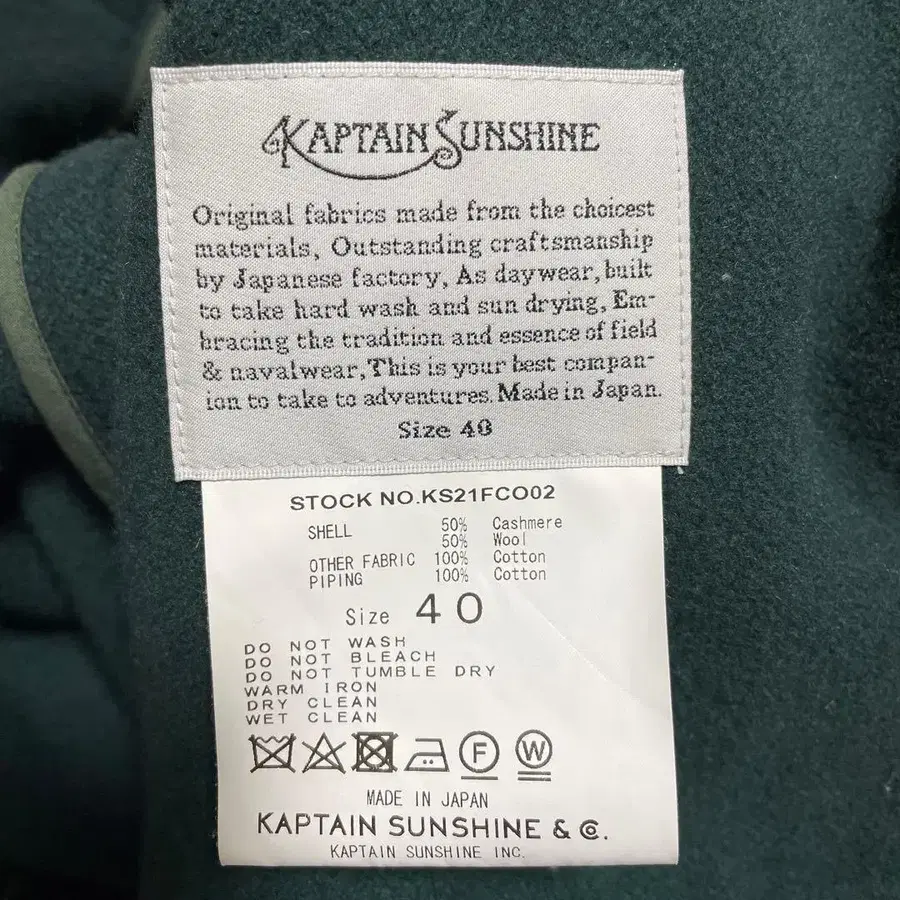 KAPTAIN SUNSHINE
Original fabrics made from the choicest
materials, Outstanding craftsmanship
by Japanese factory, As daywear, built
to take hard wash and sun drying, Em-
bracing the tradition and essence of field
& navalwear, This is your best compan-
ion to take to adventures. Made in Japan.
Size 40
STOCK NO.KS21FCO02
SHELL 50% Cashmere
50% Wool
OTHER FABRIC 100% Cotton
PIPING 100% Cotton
Size 40
DO NOT WASH
DO NOT BLEACH
DO NOT TUMBLE DRY
WARM IRON
DRY CLEAN
WET CLEAN
F W
MADE IN JAPAN
KAPTAIN SUNSHINE & Co.
KAPTAIN SUNSHINE INC.